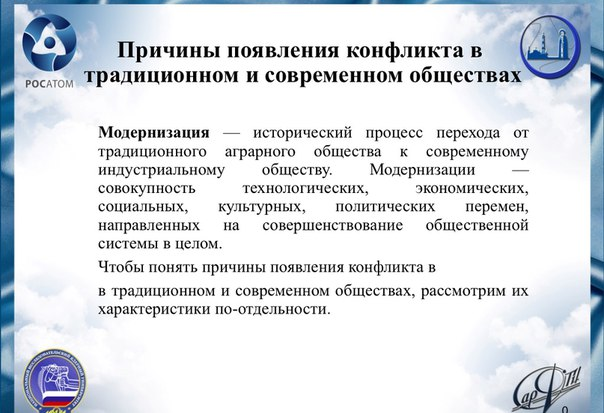 Причины появления конфликта в
традиционном и современном обществах
РОСАТОМ
Модернизация — исторический процесс перехода от
традиционного аграрного общества к современному
индустриальному обществу. Модернизации —
совокупность технологических, экономических,
социальных, культурных, политических перемен,
направленных на совершенствование общественной
системы в целом.
Чтобы понять причины появления конфликта в
в традиционном и современном обществах, рассмотрим их
характеристики по-отдельности.